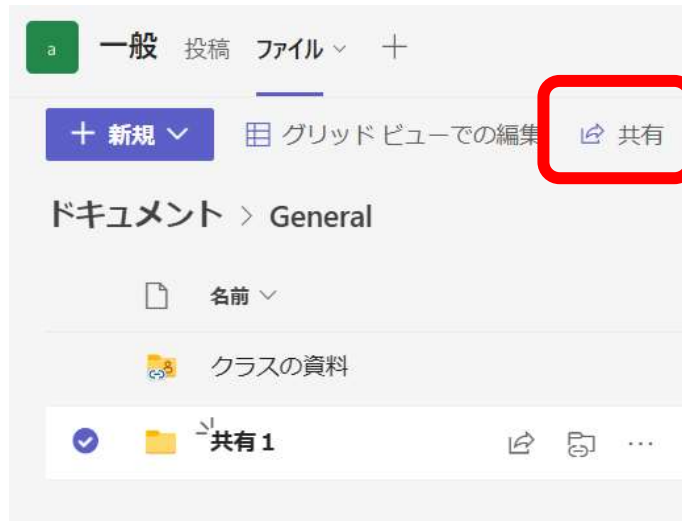 a 一般 投稿 ファイル
新規 グリッド ビューでの編集 共有
ドキュメント > General
名前
クラスの資料
共有1